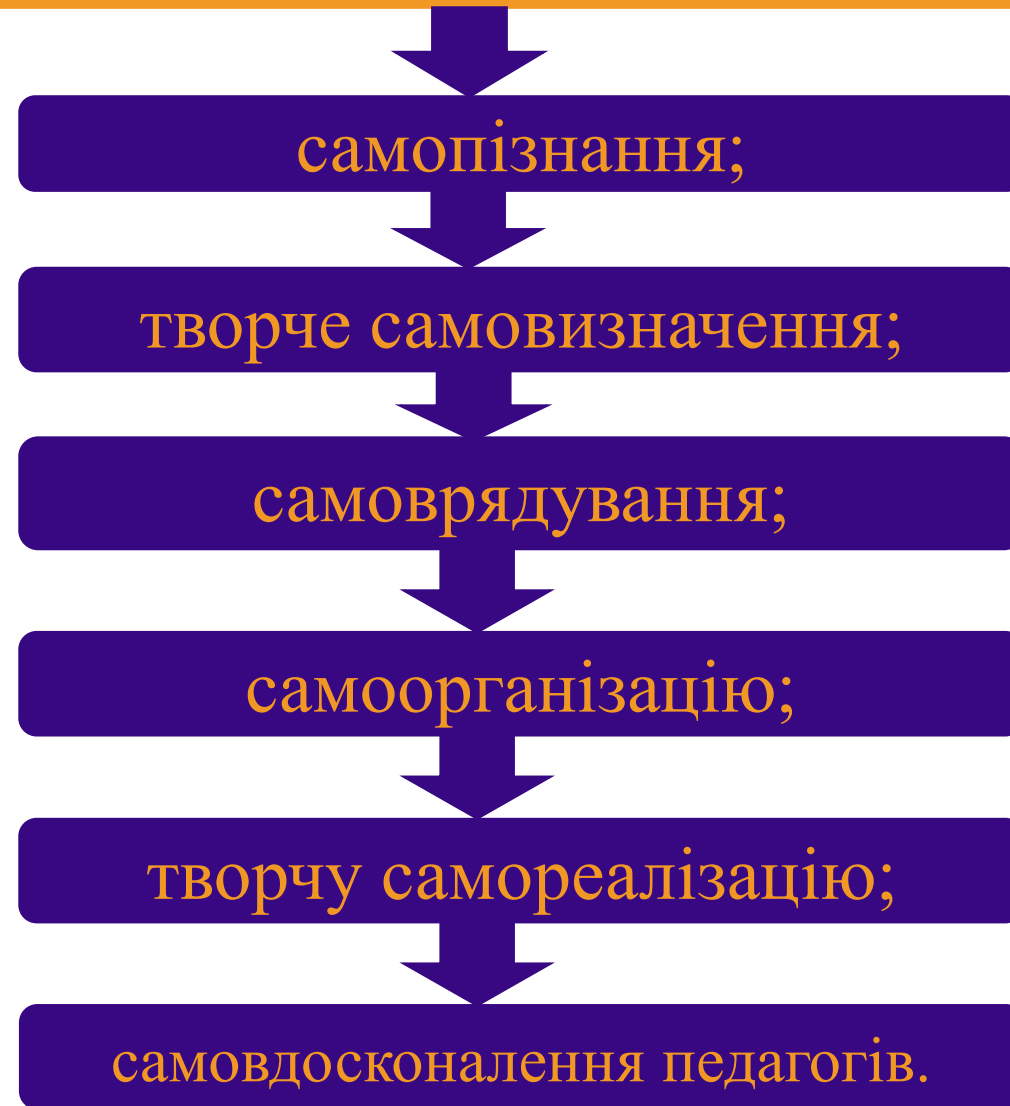 самопізнання;
творче самовизначення;
самоврядування;
самоорганізацію;
творчу самореалізацію;
самовдосконалення педагогів.